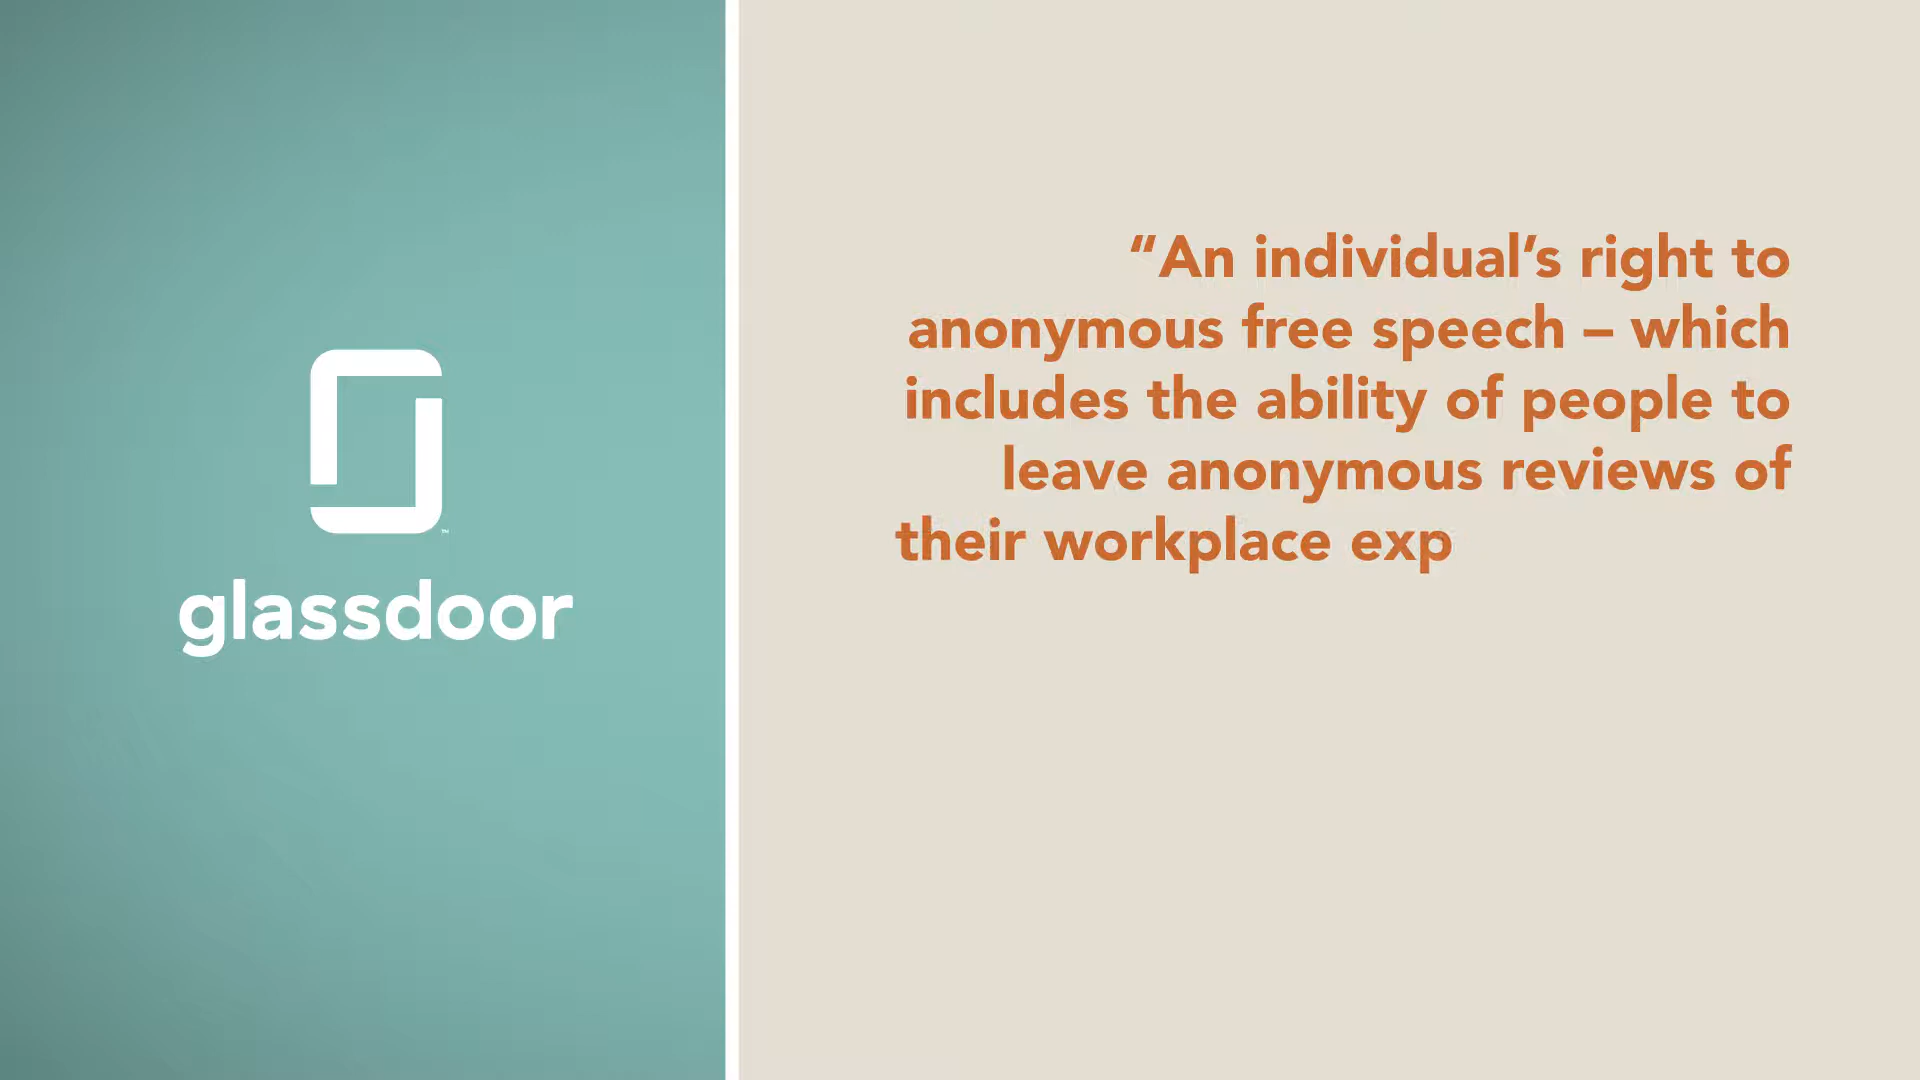 glassdoor
“An individual’s right to
anonymous free speech – which
includes the ability of people to
leave anonymous reviews of
their workplace exp